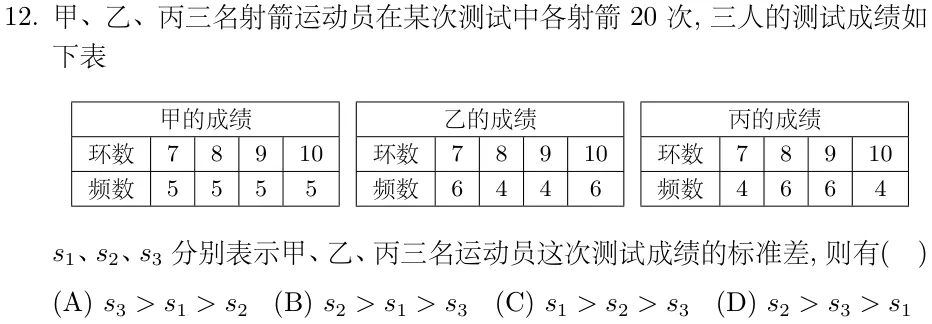 12. 甲、乙、丙三名射箭运动员在某次测试中各射箭 20 次, 三人的测试成绩如
下表
甲的成绩 乙的成绩 丙的成绩
环数 7 8 9 10 环数 7 8 9 10 环数 7 8 9 10
频数 5 5 5 5 频数 6 4 4 6 频数 4 6 6 4
s₁、s₂、s₃ 分别表示甲、乙、丙三名运动员这次测试成绩的标准差, 则有( )
(A) s₃ > s₁ > s₂ (B) s₂ > s₁ > s₃ (C) s₁ > s₂ > s₃ (D) s₂ > s₃ > s₁